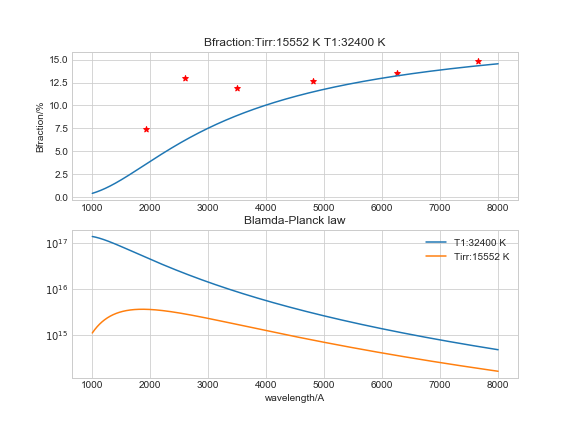 Bfraction:Tirr:15552 K T1:32400 K
Bfraction/%
15.0
12.5
10.0
7.5
5.0
2.5
0.0
1000 2000 3000 4000 5000 6000 7000 8000
Blamda-Planck law
10^17
10^16
10^15
T1:32400 K
Tirr:15552 K
1000 2000 3000 4000 5000 6000 7000 8000
wavelength/A